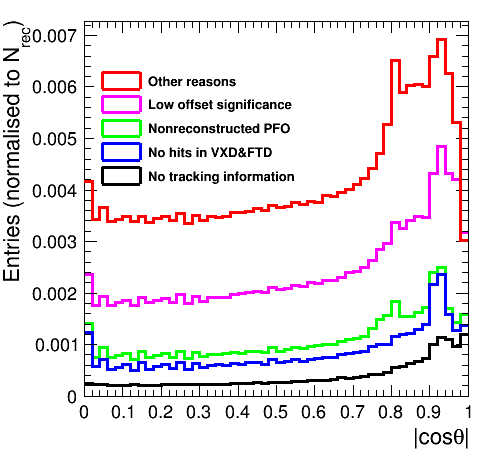 Entries (normalised to N_rec)
0.007
0.006
0.005
0.004
0.003
0.002
0.001
0
Other reasons
Low offset significance
Nonreconstructed PFO
No hits in VXD&FTD
No tracking information
0 0.1 0.2 0.3 0.4 0.5 0.6 0.7 0.8 0.9 1
|cosθ|